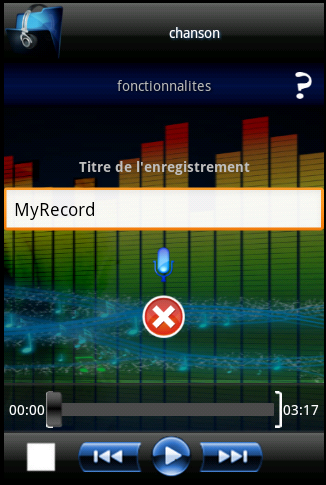 chanson
fonctionnalites
?
Titre de l'enregistrement
MyRecord
00:00
03:17